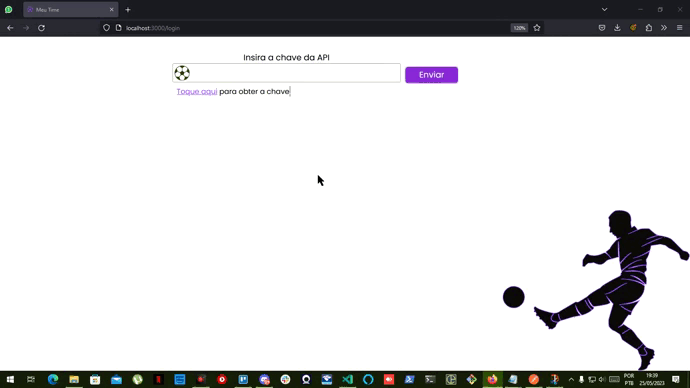 Meu Time
localhost:3000/login
120%
Insira a chave da API
Enviar
Toque aqui para obter a chave
POR
PTB
19:39
25/05/2023